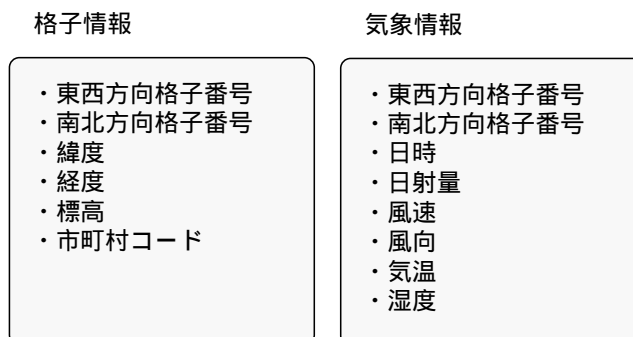 格子情報
・東西方向格子番号
・南北方向格子番号
・緯度
・経度
・標高
・市町村コード
気象情報
・東西方向格子番号
・南北方向格子番号
・日時
・日射量
・風速
・風向
・気温
・湿度